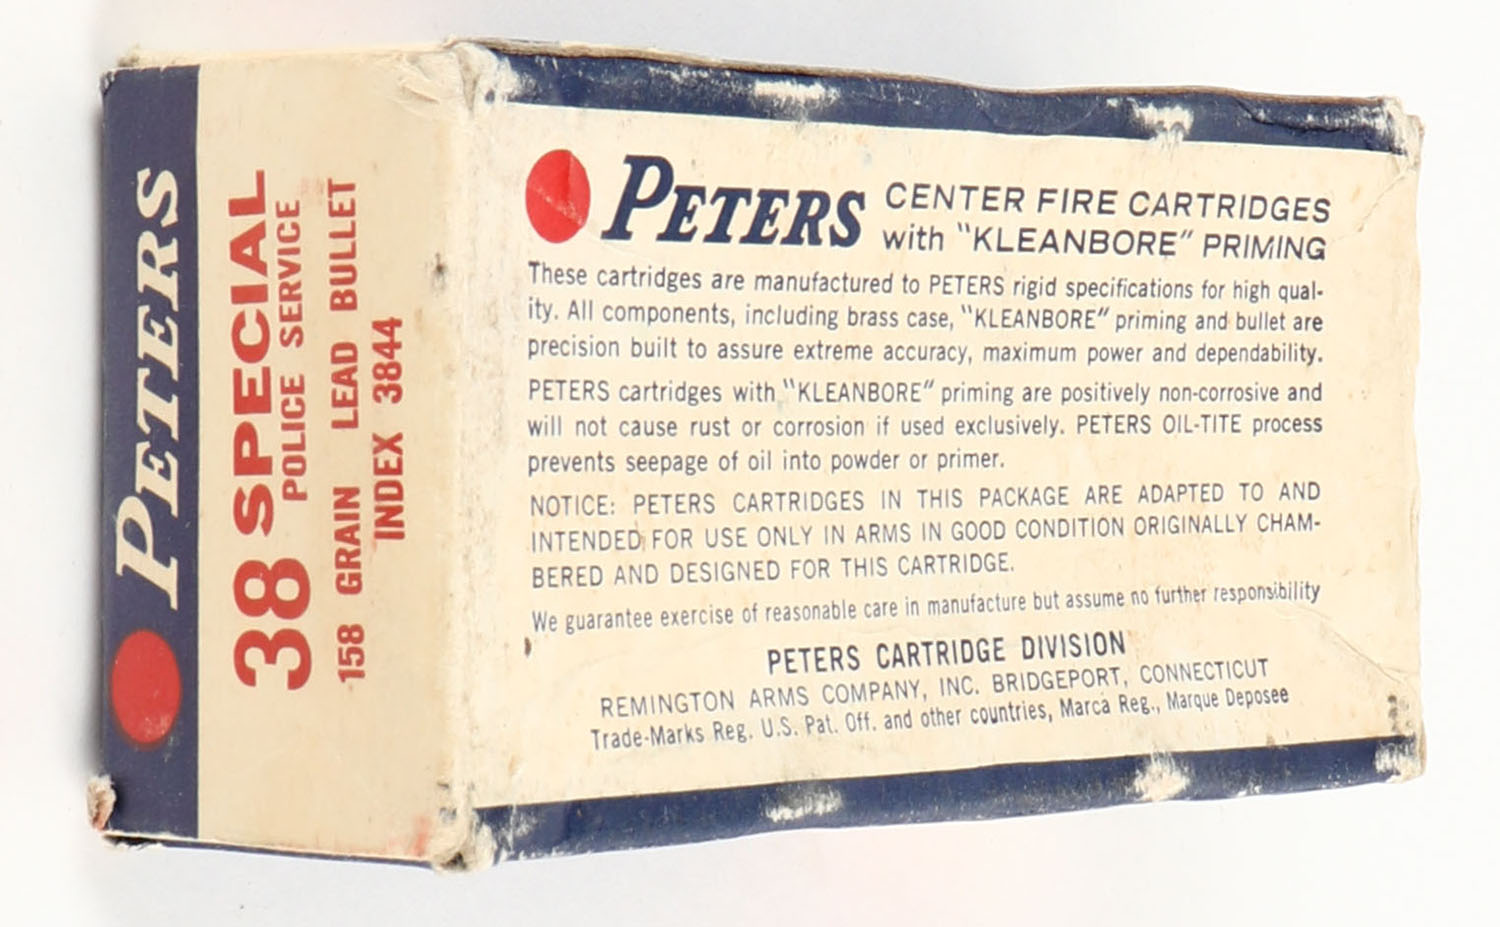 PETERS
38 SPECIAL
POLICE SERVICE
158 GRAIN LEAD BULLET
INDEX 3844
PETERS
CENTER FIRE CARTRIDGES
with "KLEANBORE" PRIMING
These cartridges are manufactured to PETERS rigid specifications for high qual-
ity. All components, including brass case, "KLEANBORE" priming and bullet are
precision built to assure extreme accuracy, maximum power and dependability.
PETERS cartridges with "KLEANBORE" priming are positively non-corrosive and
will not cause rust or corrosion if used exclusively. PETERS OIL-TITE process
prevents seepage of oil into powder or primer.
NOTICE: PETERS CARTRIDGES IN THIS PACKAGE ARE ADAPTED TO AND
INTENDED FOR USE ONLY IN ARMS IN GOOD CONDITION ORIGINALLY CHAM-
BERED AND DESIGNED FOR THIS CARTRIDGE.
We guarantee exercise of reasonable care in manufacture but assume no further responsibility
PETERS CARTRIDGE DIVISION
REMINGTON ARMS COMPANY, INC. BRIDGEPORT, CONNECTICUT
Trade-Marks Reg. U.S. Pat. Off. and other countries, Marca Reg., Marque Deposee